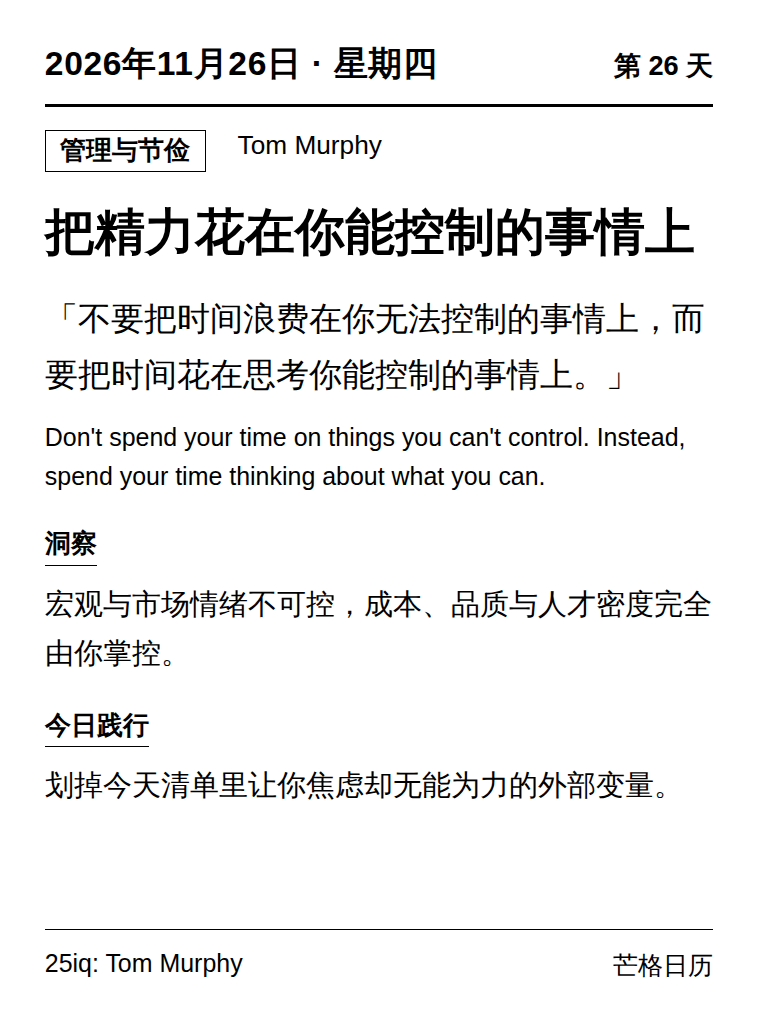 2026年11月26日 · 星期四
第 26 天
管理与节俭
Tom Murphy
把精力花在你能控制的事情上
「不要把时间浪费在你无法控制的事情上，而
要把时间花在思考你能控制的事情上。」
Don't spend your time on things you can't control. Instead,
spend your time thinking about what you can.
洞察
宏观与市场情绪不可控，成本、品质与人才密度完全
由你掌控。
今日践行
划掉今天清单里让你焦虑却无能为力的外部变量。
25iq: Tom Murphy
芒格日历